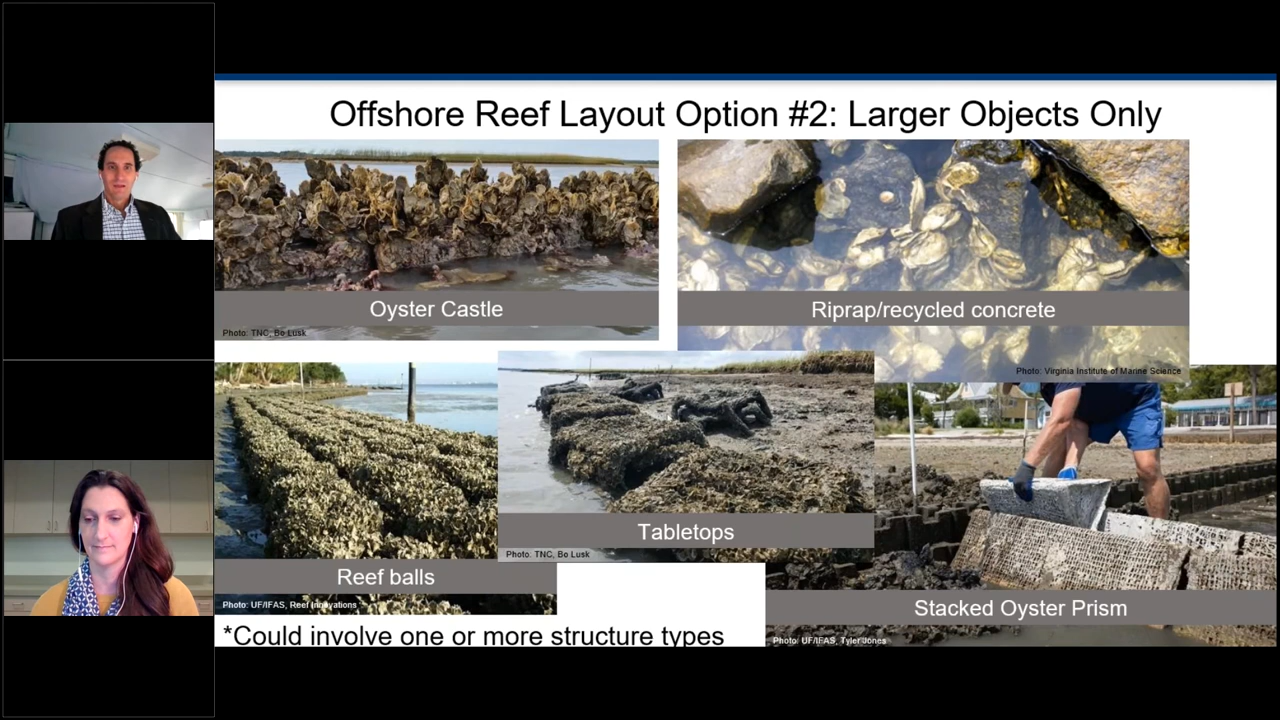 Offshore Reef Layout Option #2: Larger Objects Only
Oyster Castle
Photo: TNC, Bo Lusk
Riprap/recycled concrete
Photo: Virginia Institute of Marine Science
Tabletops
Photo: TNC, Bo Lusk
Reef balls
Photo: UF/IFAS, Reef Innovations
Stacked Oyster Prism
Photo: UF/IFAS, Tyler Jones
*Could involve one or more structure types